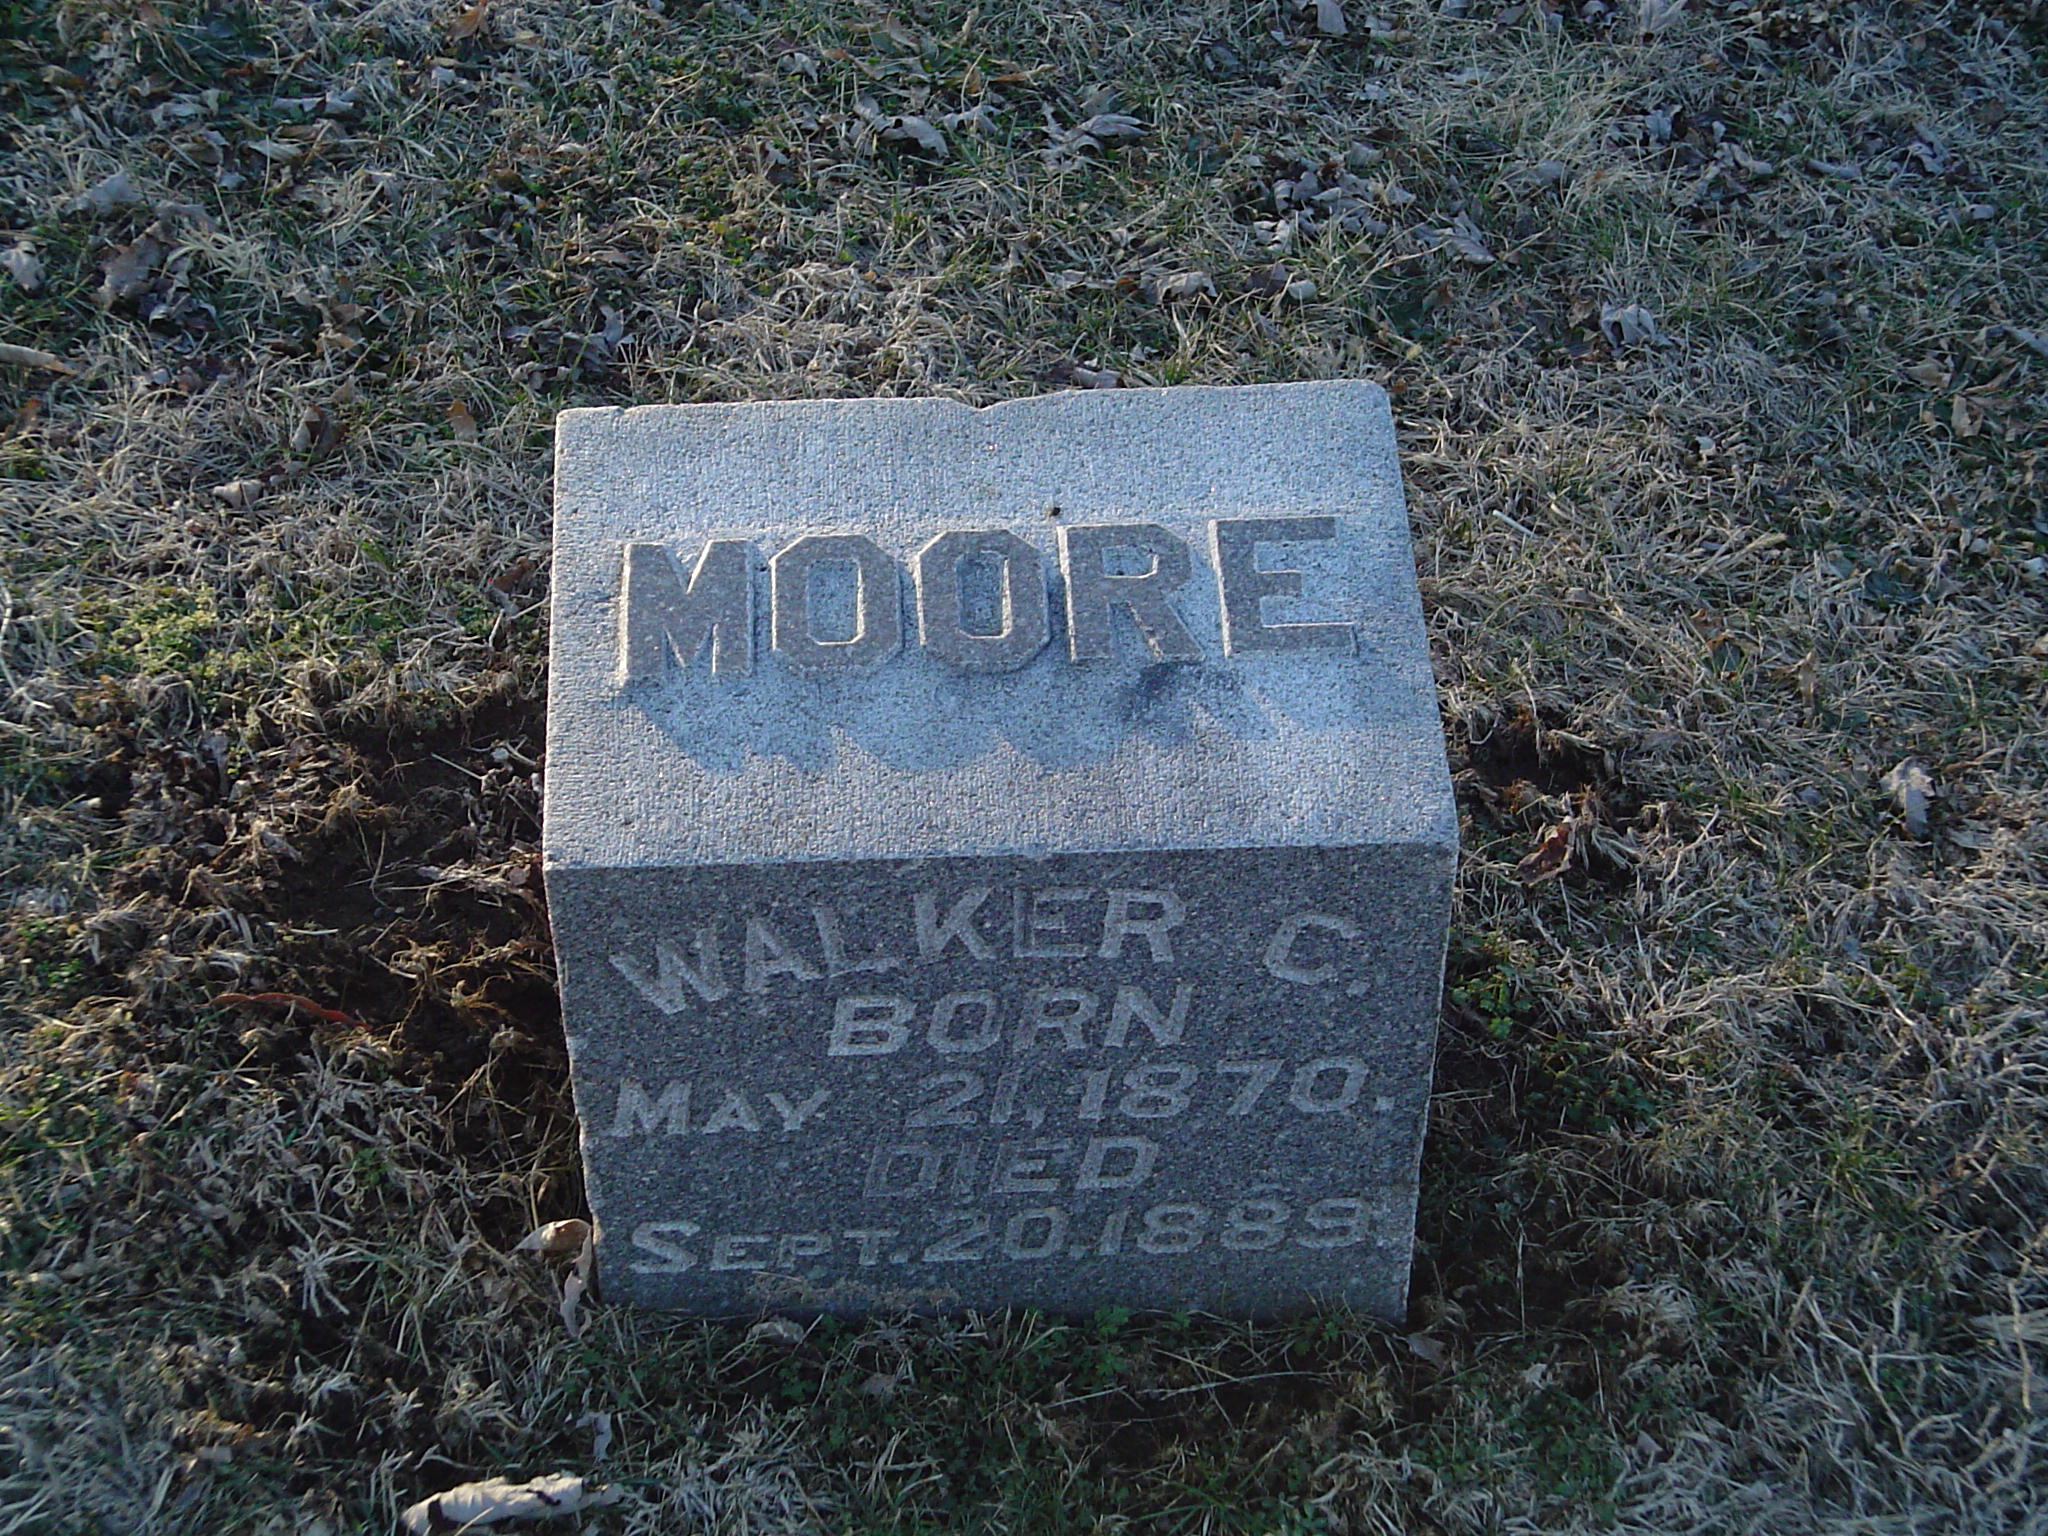 MOORE
WALKER C.
BORN
MAY 21, 1870.
DIED
SEPT. 20, 1889.